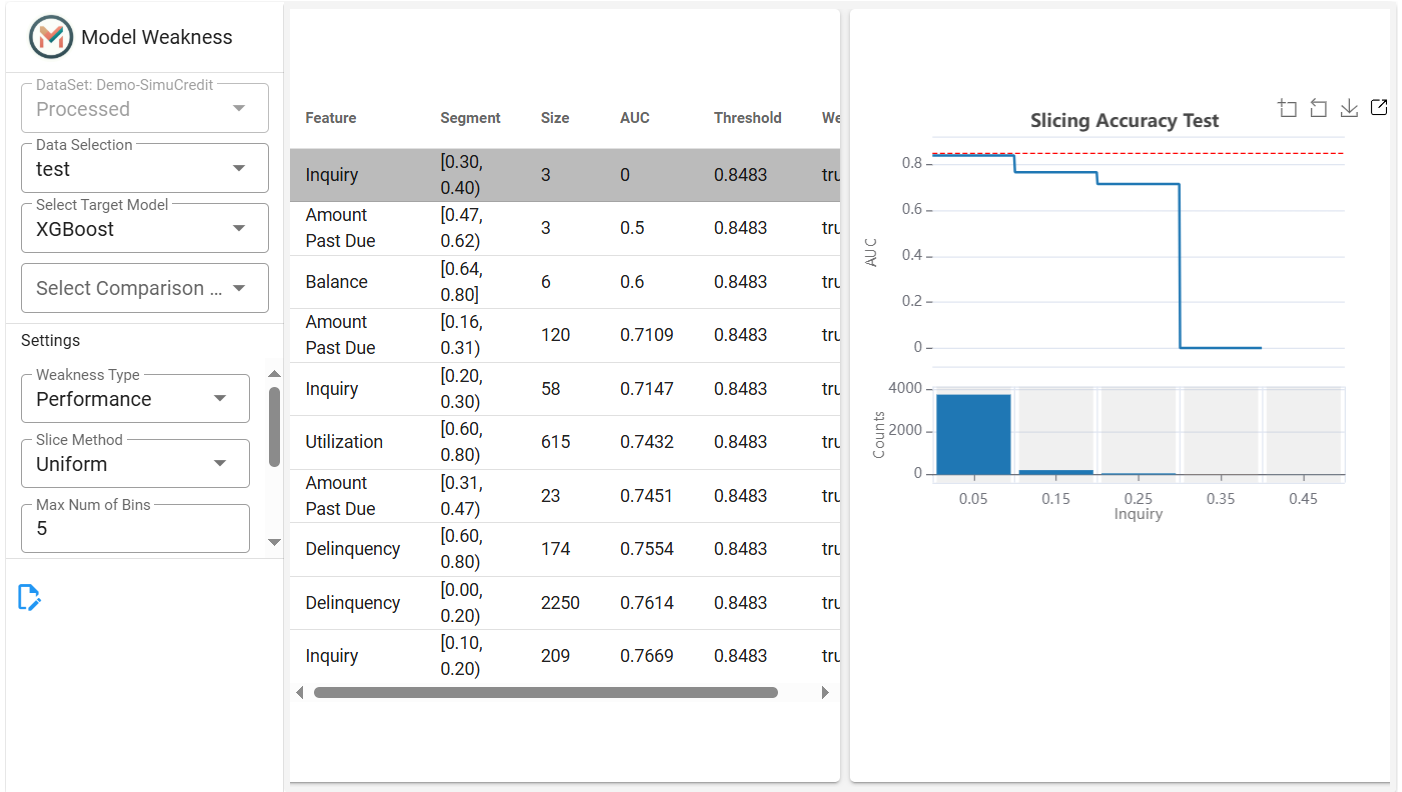 Model Weakness
DataSet: Demo-SimuCredit
Processed
Data Selection
test
Select Target Model
XGBoost
Select Comparison ...
Settings
Weakness Type
Performance
Slice Method
Uniform
Max Num of Bins
5
Feature Segment Size AUC Threshold We
Inquiry [0.30, 0.40) 3 0 0.8483 tru
Amount Past Due [0.47, 0.62) 3 0.5 0.8483 tru
Balance [0.64, 0.80] 6 0.6 0.8483 tru
Amount Past Due [0.16, 0.31) 120 0.7109 0.8483 tru
Inquiry [0.20, 0.30) 58 0.7147 0.8483 tru
Utilization [0.60, 0.80) 615 0.7432 0.8483 tru
Amount Past Due [0.31, 0.47) 23 0.7451 0.8483 tru
Delinquency [0.60, 0.80) 174 0.7554 0.8483 tru
Delinquency [0.00, 0.20) 2250 0.7614 0.8483 tru
Inquiry [0.10, 0.20) 209 0.7669 0.8483 tru
Slicing Accuracy Test
AUC
0.8
0.6
0.4
0.2
0
Counts
4000
2000
0
0.05 0.15 0.25 0.35 0.45
Inquiry